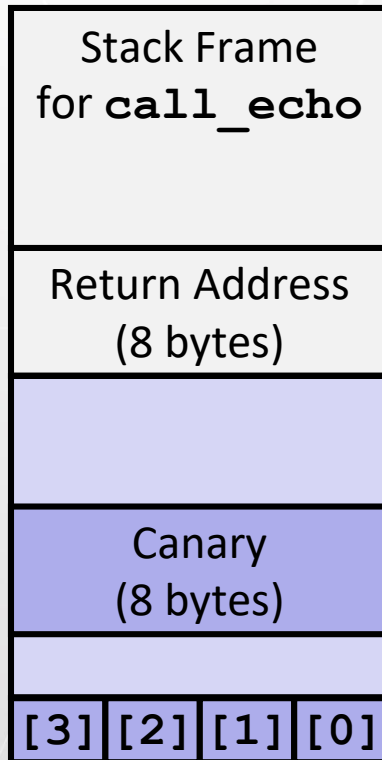 Stack Frame
for call_echo
Return Address
(8 bytes)
Canary
(8 bytes)
[3] [2] [1] [0]